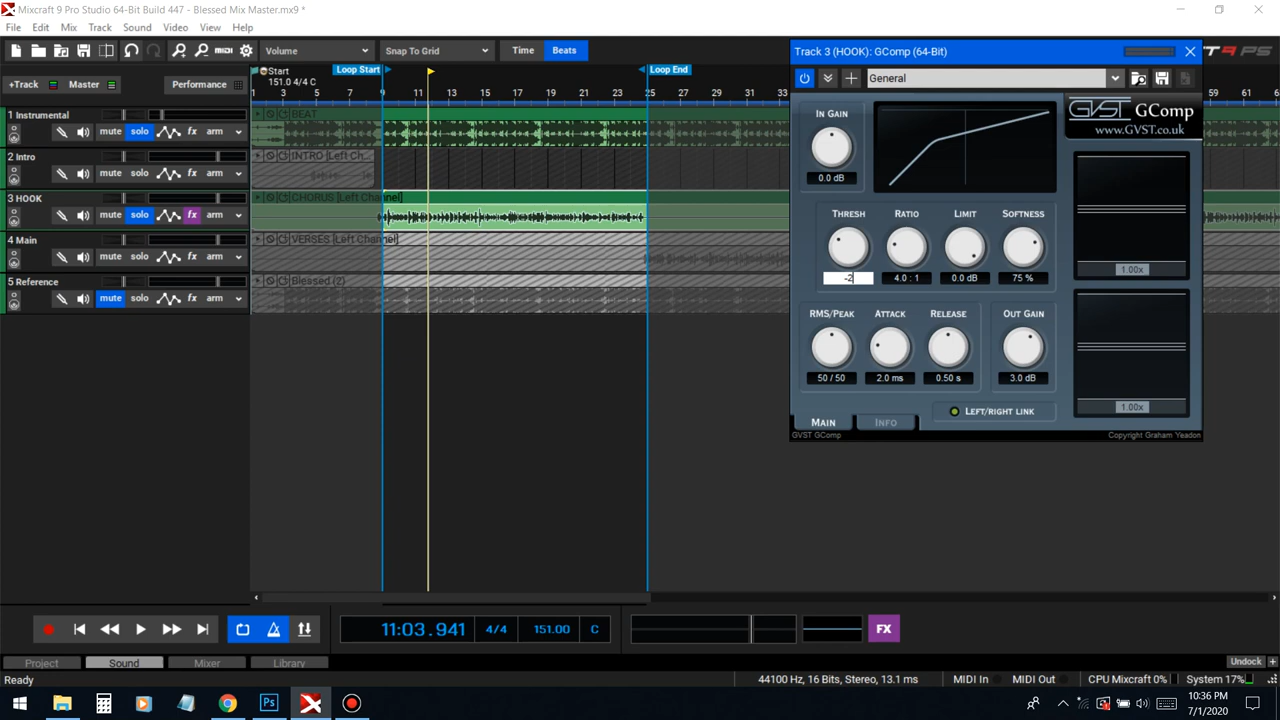 Mixcraft 9 Pro Studio 64-Bit Build 447 - Blessed Mix Master.mx9 *
File Edit Mix Track Sound Video View Help
Volume Snap To Grid Time Beats
+Track Master Performance
Start
151.0 4/4 C
Loop Start
Loop End
1 3 5 7 9 11 13 15 17 19 21 23 25 27 29 31 33 59 61 63
1 Instrumental
mute solo fx arm
BEAT
2 Intro
mute solo fx arm
INTRO [Left Ch...
3 HOOK
mute solo fx arm
CHORUS [Left Channel]
4 Main
mute solo fx arm
VERSES [Left Channel]
5 Reference
mute solo fx arm
Blessed (2)
Track 3 (HOOK): GComp (64-Bit)
General
GVST GComp
www.GVST.co.uk
IN GAIN
0.0 dB
THRESH RATIO LIMIT SOFTNESS
-2 4.0 : 1 0.0 dB 75 %
RMS/PEAK ATTACK RELEASE OUT GAIN
50 / 50 2.0 ms 0.50 s 3.0 dB
1.00x
1.00x
LEFT/RIGHT LINK
MAIN INFO
GVST GComp Copyright Graham Yeadon
11:03.941 4/4 151.00 C
FX
Project Sound Mixer Library Undock
Ready 44100 Hz, 16 Bits, Stereo, 13.1 ms MIDI In MIDI Out CPU Mixcraft 0% System 17%
Ps
10:36 PM
7/1/2020